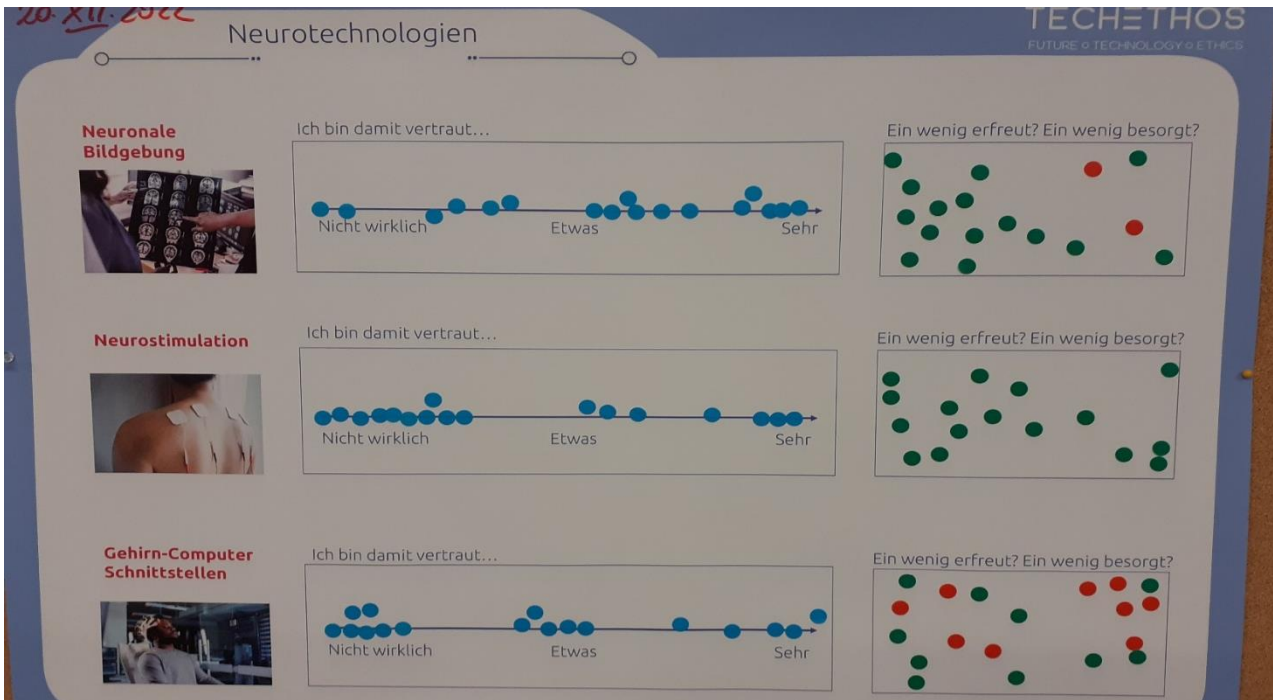 20. XII. 2022
Neurotechnologien
TECHETHOS
FUTURE TECHNOLOGY ETHICS
Neuronale
Bildgebung
Ich bin damit vertraut...
Nicht wirklich
Etwas
Sehr
Ein wenig erfreut? Ein wenig besorgt?
Neurostimulation
Ich bin damit vertraut...
Nicht wirklich
Etwas
Sehr
Ein wenig erfreut? Ein wenig besorgt?
Gehirn-Computer
Schnittstellen
Ich bin damit vertraut...
Nicht wirklich
Etwas
Sehr
Ein wenig erfreut? Ein wenig besorgt?